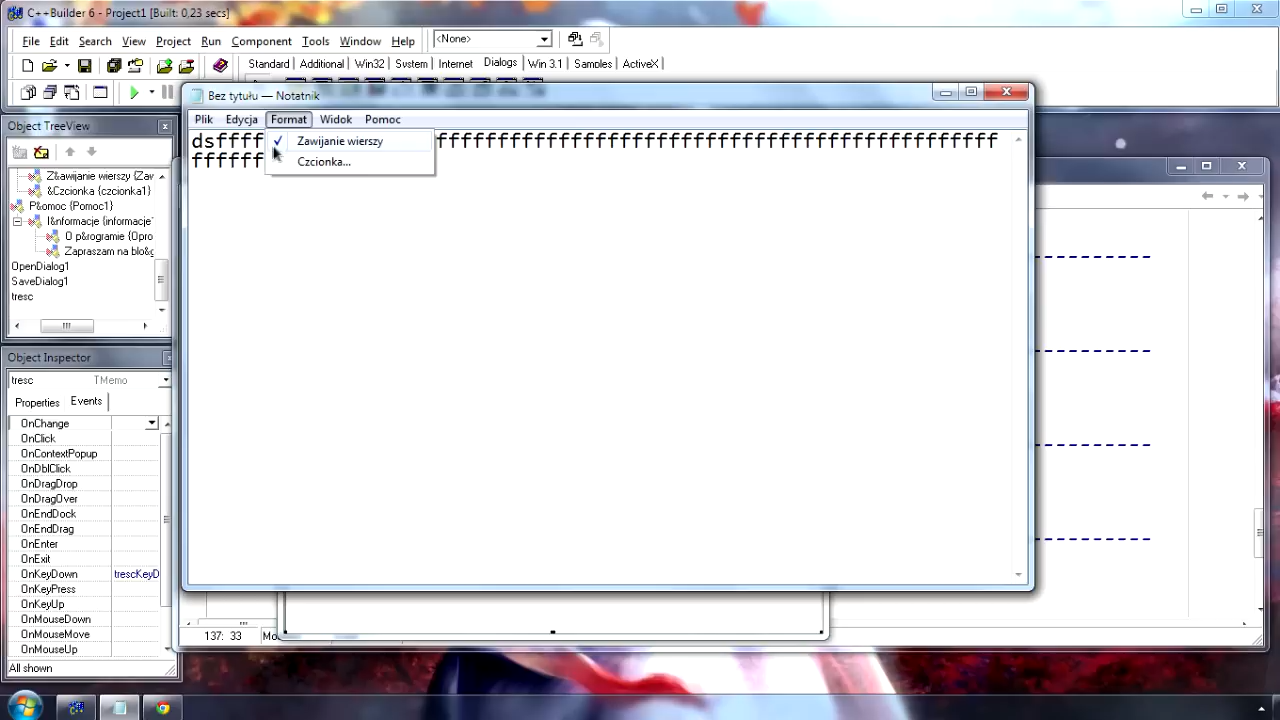 C++Builder 6 - Project1 [Built: 0,23 secs]
File Edit Search View Project Run Component Tools Window Help <None>
Standard Additional Win32 System Internet Dialogs Win 3.1 Samples ActiveX
Bez tytułu — Notatnik
Plik Edycja Format Widok Pomoc
Zawijanie wierszy
Czcionka...
Object TreeView
Z&awijanie wierszy {Zaw
&Czcionka {czcionka1}
P&omoc {Pomoc1}
I&nformacje {informacje
O p&rogramie {Opro
Zapraszam na blo&g
OpenDialog1
SaveDialog1
tresc
Object Inspector
tresc TMemo
Properties Events
OnChange
OnClick
OnContextPopup
OnDblClick
OnDragDrop
OnDragOver
OnEndDock
OnEndDrag
OnEnter
OnExit
OnKeyDown trescKeyD
OnKeyPress
OnKeyUp
OnMouseDown
OnMouseMove
OnMouseUp
All shown
137: 33